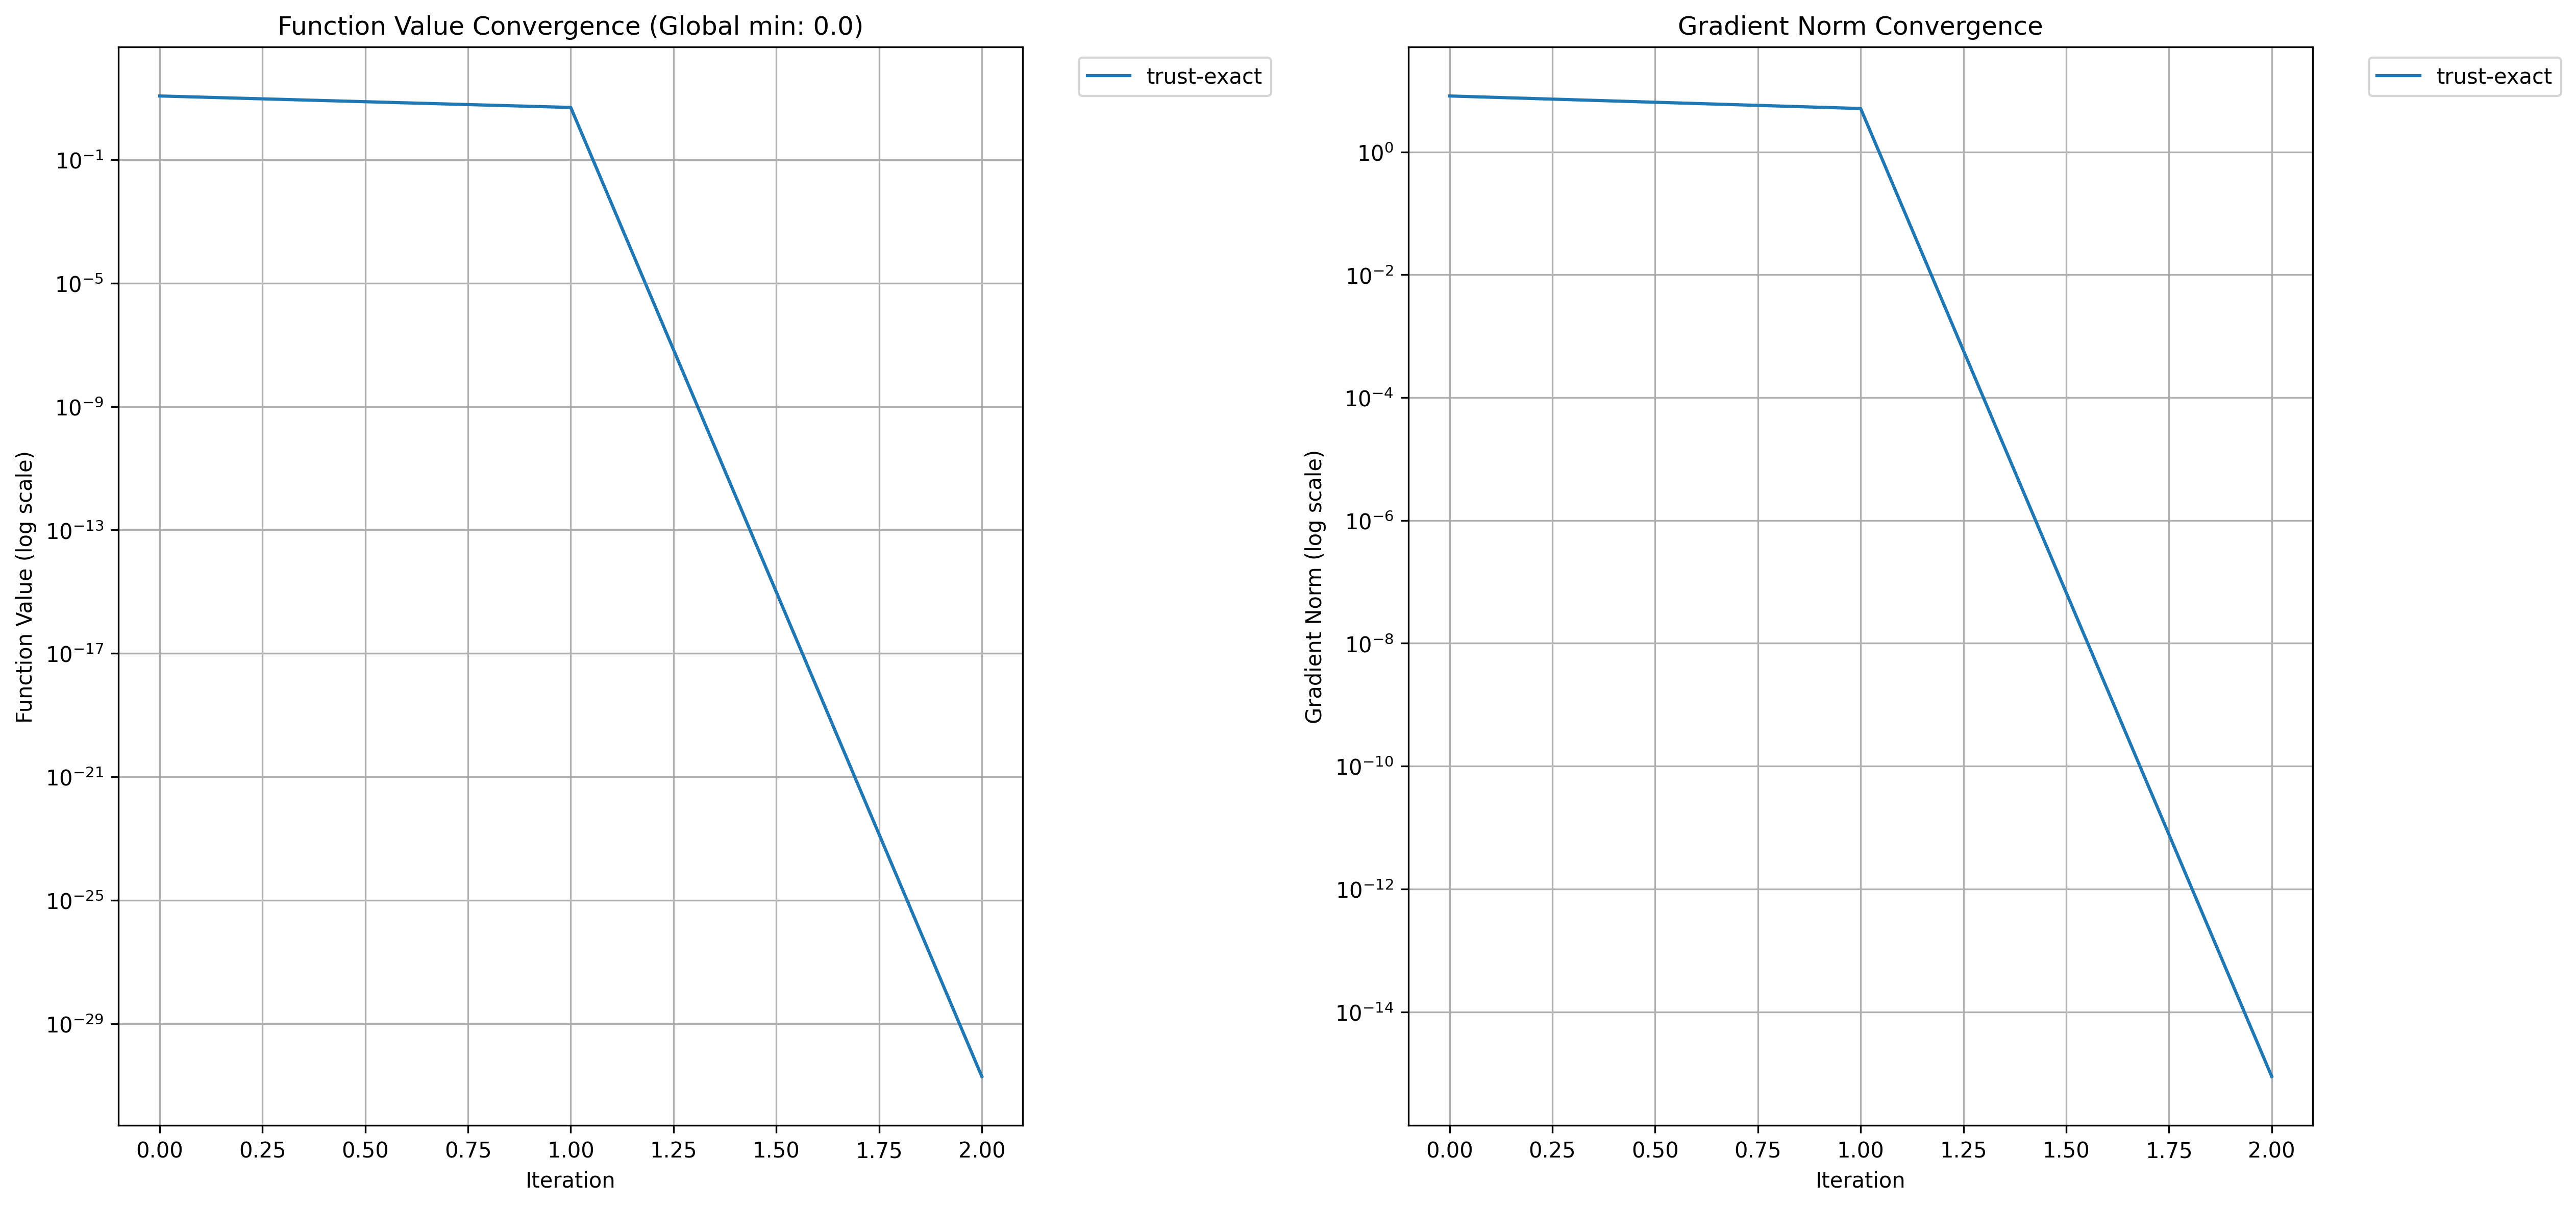 Function Value Convergence (Global min: 0.0)
trust-exact
Function Value (log scale)
10⁻¹
10⁻⁵
10⁻⁹
10⁻¹³
10⁻¹⁷
10⁻²¹
10⁻²⁵
10⁻²⁹
0.00 0.25 0.50 0.75 1.00 1.25 1.50 1.75 2.00
Iteration
Gradient Norm Convergence
trust-exact
Gradient Norm (log scale)
10⁰
10⁻²
10⁻⁴
10⁻⁶
10⁻⁸
10⁻¹⁰
10⁻¹²
10⁻¹⁴
0.00 0.25 0.50 0.75 1.00 1.25 1.50 1.75 2.00
Iteration